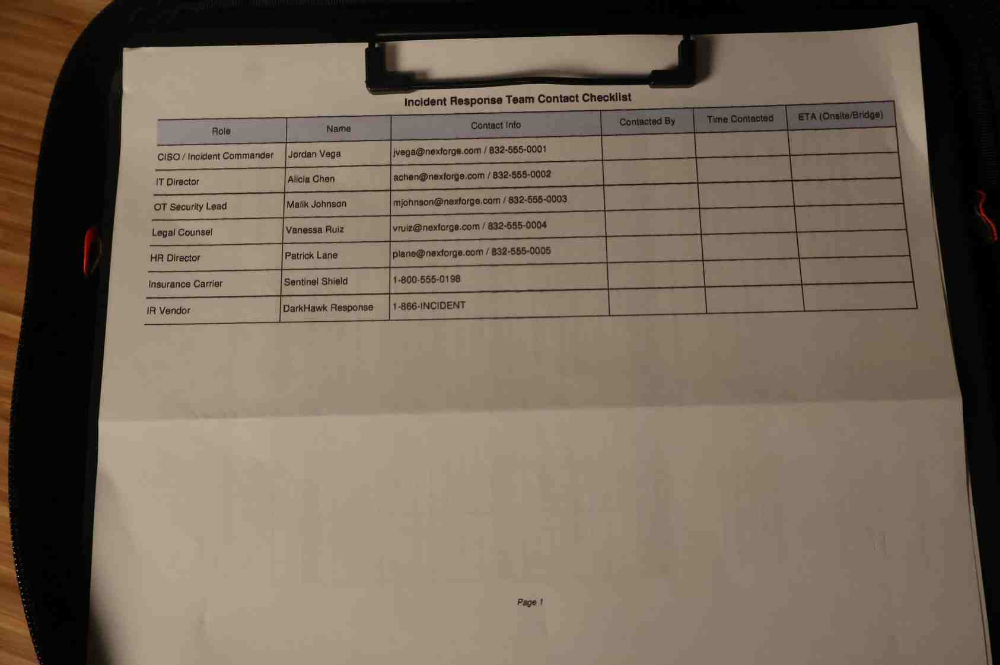 Incident Response Team Contact Checklist
Role Name Contact Info Contacted By Time Contacted ETA (Onsite/Bridge)
CISO / Incident Commander Jordan Vega jvega@nexforge.com / 832-555-0001
IT Director Alicia Chen achen@nexforge.com / 832-555-0002
OT Security Lead Malik Johnson mjohnson@nexforge.com / 832-555-0003
Legal Counsel Vanessa Ruiz vruiz@nexforge.com / 832-555-0004
HR Director Patrick Lane plane@nexforge.com / 832-555-0005
Insurance Carrier Sentinel Shield 1-800-555-0198
IR Vendor DarkHawk Response 1-866-INCIDENT
Page 1